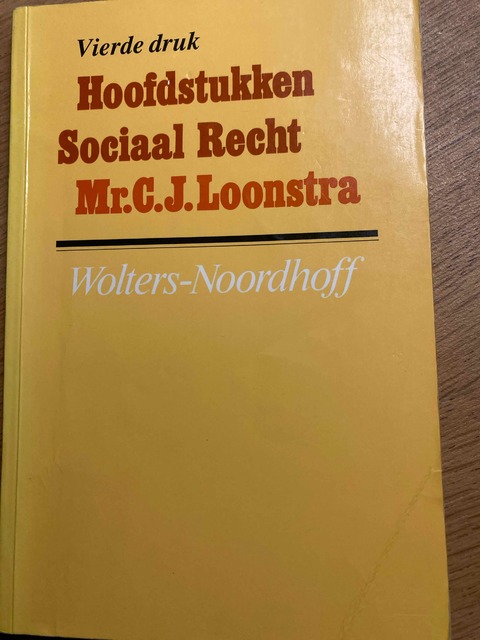 Vierde druk
Hoofdstukken
Sociaal Recht
Mr.C.J.Loonstra
Wolters-Noordhoff